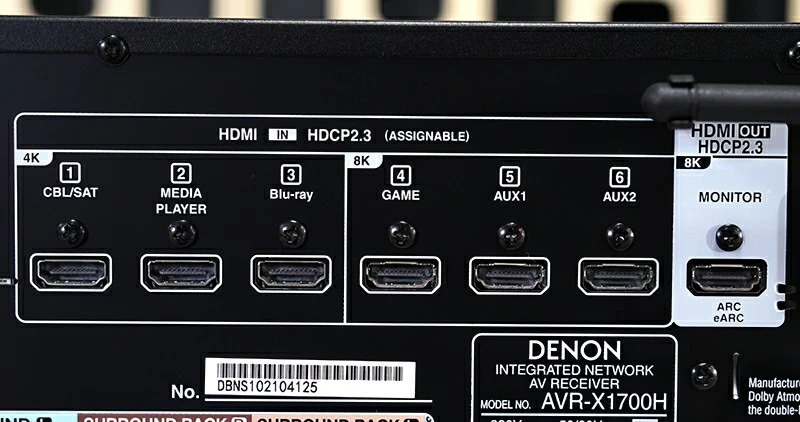 HDMI IN HDCP2.3 (ASSIGNABLE)
HDMI OUT
HDCP2.3
4K
8K
8K
1
CBL/SAT
2
MEDIA
PLAYER
3
Blu-ray
4
GAME
5
AUX1
6
AUX2
MONITOR
ARC
eARC
No. DBNS102104125
DENON
INTEGRATED NETWORK
AV RECEIVER
MODEL NO. AVR-X1700H
Manufactur
Dolby Atmo
the double-
SURROUND BACK
SURROUND BACK